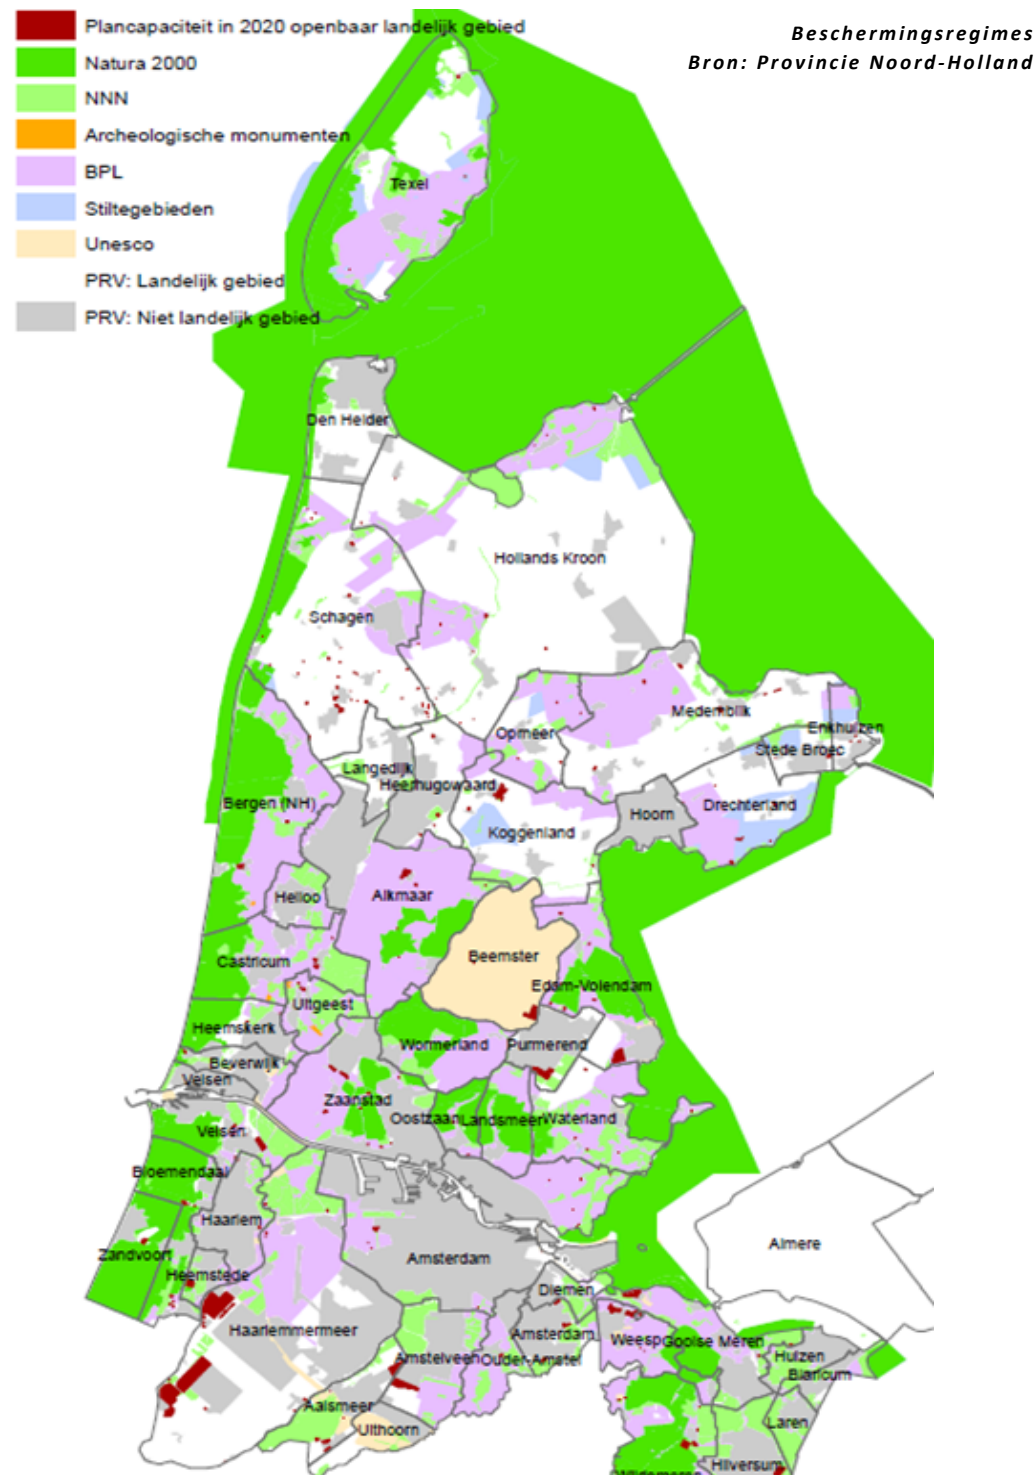 Beschermingsregimes
Bron: Provincie Noord-Holland
Plancapaciteit in 2020 openbaar landelijk gebied
Natura 2000
NNN
Archeologische monumenten
BPL
Stiltegebieden
Unesco
PRV: Landelijk gebied
PRV: Niet landelijk gebied
Texel
Den Helder
Hollands Kroon
Schagen
Medemblik
Enkhuizen
Opmeer
Stede Broec
Langedijk
Heerhugowaard
Bergen (NH)
Drechterland
Hoorn
Koggenland
Heiloo
Alkmaar
Beemster
Castricum
Edam-Volendam
Uitgeest
Heemskerk
Wormerland
Purmerend
Beverwijk
Velsen
Zaanstad
Oostzaan
Landsmeer
Waterland
Velsen
Bloemendaal
Haarlem
Zandvoort
Amsterdam
Almere
Heemstede
Diemen
Haarlemmermeer
Amsterdam
Weesp
Gooise Meren
Amstelveen
Ouder-Amstel
Huizen
Blaricum
Aalsmeer
Uithoorn
Laren
Hilversum
Wijdemeren